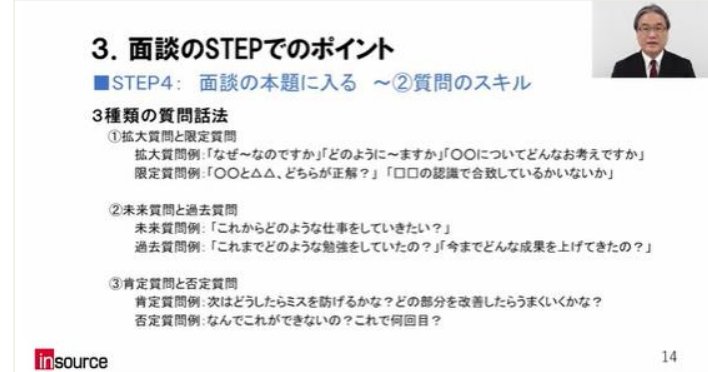 3. 面談のSTEPでのポイント
■STEP4: 面談の本題に入る ～②質問のスキル
3種類の質問話法
①拡大質問と限定質問
拡大質問例:「なぜ～なのですか」「どのように～ますか」「〇〇についてどんなお考えですか」
限定質問例:「〇〇と△△、どちらが正解?」「□□の認識で合致しているかいないか」
②未来質問と過去質問
未来質問例:「これからどのような仕事をしていきたい?」
過去質問例:「これまでどのような勉強をしていたの?」「今までどんな成果を上げてきたの?」
③肯定質問と否定質問
肯定質問例:次はどうしたらミスを防げるかな?どの部分を改善したらうまくいくかな?
否定質問例:なんでこれができないの?これで何回目?
insource
14